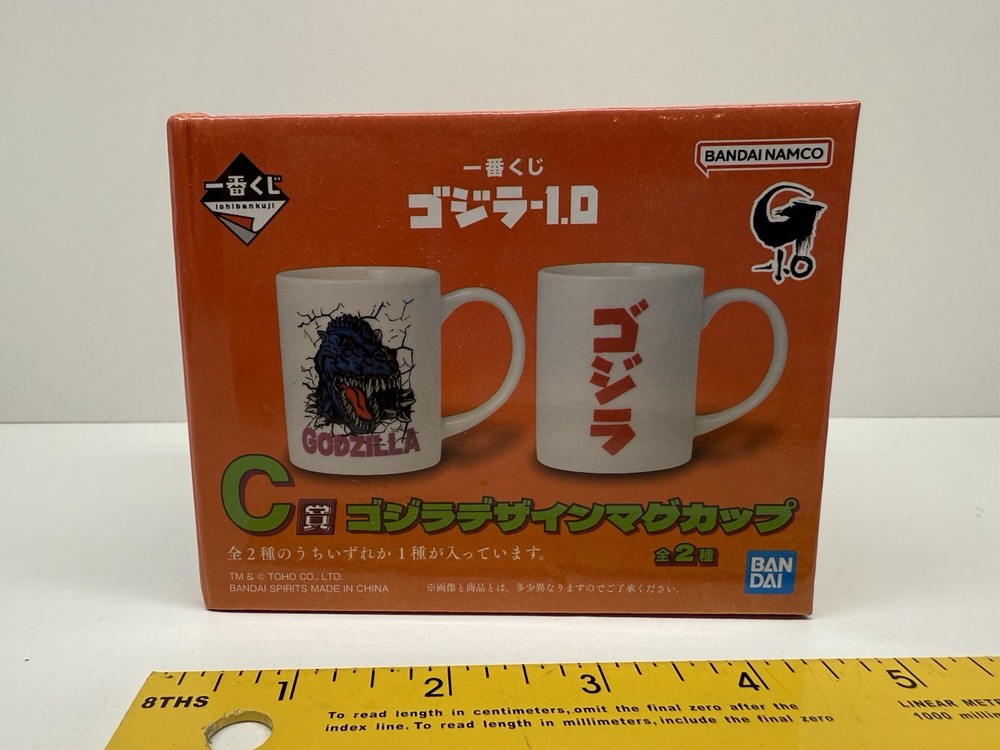 一番くじ
ichibankuji
一番くじ
ゴジラ-1.0
BANDAI NAMCO
G
-1.0
GODZILLA
ゴジラ
C賞 ゴジラデザインマグカップ
全2種のうちいずれか1種が入っています。
全2種
TM & © TOHO CO., LTD.
BANDAI SPIRITS MADE IN CHINA
※画像と商品とは、多少異なりますのでご了承ください。
BAN
DAI
8THS
1 2 3 4 5
To read length in centimeters, omit the final zero after the
index line. To read length in millimeters, include the final zero
LINEAR METR
1000 millim